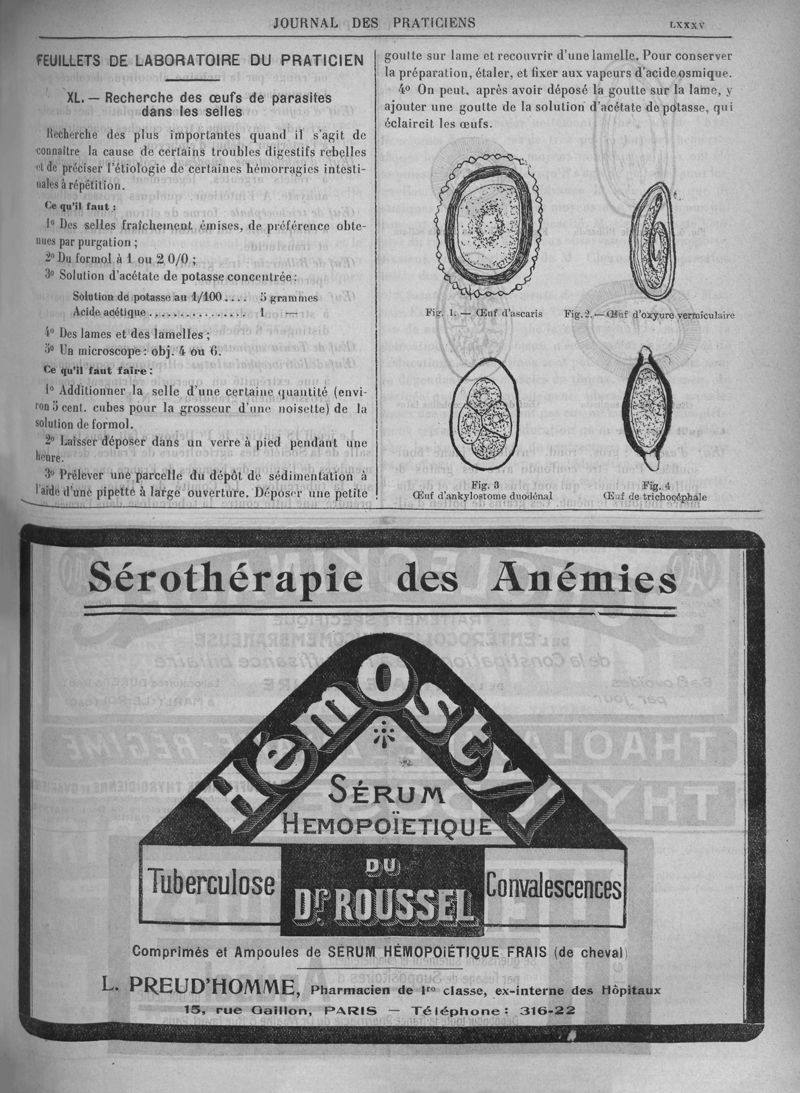 JOURNAL DES PRATICIENS
LXXXV
FEUILLETS DE LABORATOIRE DU PRATICIEN
XL. — Recherche des œufs de parasites
dans les selles
Recherche des plus importantes quand il s'agit de
connaître la cause de certains troubles digestifs rebelles
et de préciser l'étiologie de certaines hémorragies intesti-
nales à répétition.
Ce qu'il faut :
1º Des selles fraîchement émises, de préférence obte-
nues par purgation ;
2º Du formol à 1 ou 2 0/0 ;
3º Solution d'acétate de potasse concentrée :
Solution de potasse au 1/100 .... 5 grammes
Acide acétique ................. 1 —
4º Des lames et des lamelles ;
5º Un microscope : obj. 4 ou 6.
Ce qu'il faut faire :
1º Additionner la selle d'une certaine quantité (envi-
ron 5 cent. cubes pour la grosseur d'une noisette) de la
solution de formol.
2º Laisser déposer dans un verre à pied pendant une
heure.
3º Prélever une parcelle du dépôt de sédimentation à
l'aide d'une pipette à large ouverture. Déposer une petite
goutte sur lame et recouvrir d'une lamelle. Pour conserver
la préparation, étaler, et fixer aux vapeurs d'acide osmique.
4º On peut, après avoir déposé la goutte sur la lame, y
ajouter une goutte de la solution d'acétate de potasse, qui
éclaircit les œufs.
Fig. 1. — Œuf d'ascaris
Fig. 2. — Œuf d'oxyure vermiculaire
Fig. 3
Œuf d'ankylostome duodénal
Fig. 4
Œuf de trichocéphale
Sérothérapie des Anémies
HémOstyl
SÉRUM
HEMOPOÏETIQUE
DU
Dr. ROUSSEL
Tuberculose
Convalescences
Comprimés et Ampoules de SÉRUM HÉMOPOÏÉTIQUE FRAIS (de cheval)
L. PREUD'HOMME, Pharmacien de 1re classe, ex-interne des Hôpitaux
15, rue Gaillon, PARIS — Téléphone : 316-22